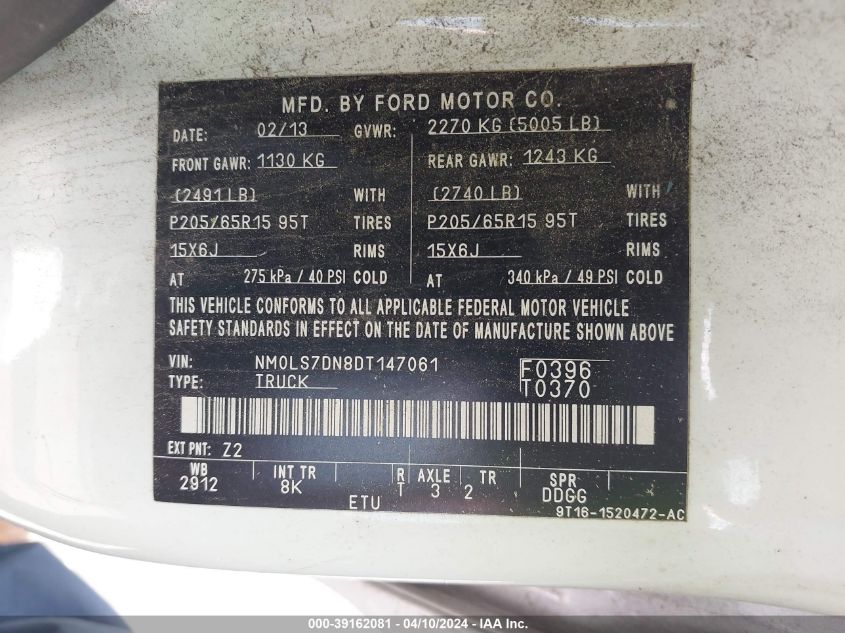 MFD. BY FORD MOTOR CO.
DATE: 02/13 GVWR: 2270 KG (5005 LB)
FRONT GAWR: 1130 KG REAR GAWR: 1243 KG
(2491 LB) WITH (2740 LB) WITH
P205/65R15 95T TIRES P205/65R15 95T TIRES
15X6J RIMS 15X6J RIMS
AT 275 kPa / 40 PSI COLD AT 340 kPa / 49 PSI COLD
THIS VEHICLE CONFORMS TO ALL APPLICABLE FEDERAL MOTOR VEHICLE
SAFETY STANDARDS IN EFFECT ON THE DATE OF MANUFACTURE SHOWN ABOVE
VIN: NM0LS7DN8DT147061 F0396
TYPE: TRUCK T0370
EXT PNT: Z2
WB INT TR R AXLE TR SPR
2912 8K T 3 2 DDGG
ETU 9T16-1520472-AC
000-39162081 - 04/10/2024 - IAA, Inc.